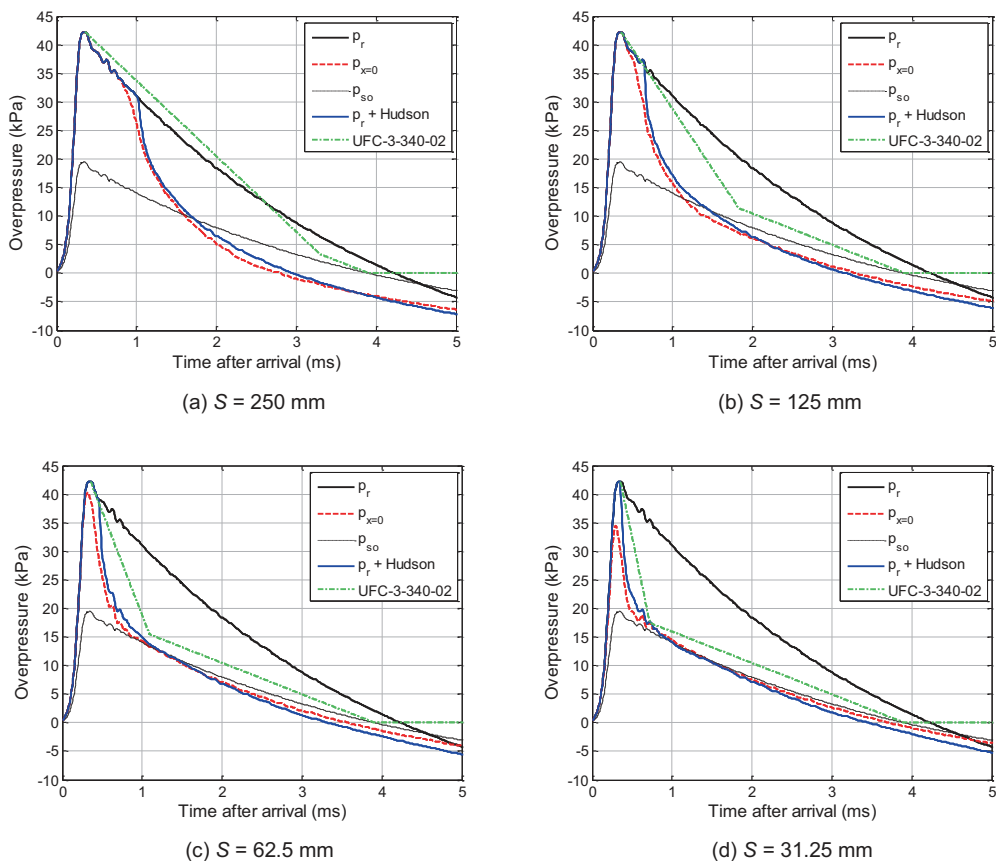 45
40
35
30
25
20
15
10
5
0
-5
-10
Overpressure (kPa)
p_r
p_x=0
p_so
p_r + Hudson
UFC-3-340-02
0 1 2 3 4 5
Time after arrival (ms)
(a) S = 250 mm
45
40
35
30
25
20
15
10
5
0
-5
-10
Overpressure (kPa)
p_r
p_x=0
p_so
p_r + Hudson
UFC-3-340-02
0 1 2 3 4 5
Time after arrival (ms)
(b) S = 125 mm
45
40
35
30
25
20
15
10
5
0
-5
-10
Overpressure (kPa)
p_r
p_x=0
p_so
p_r + Hudson
UFC-3-340-02
0 1 2 3 4 5
Time after arrival (ms)
(c) S = 62.5 mm
45
40
35
30
25
20
15
10
5
0
-5
-10
Overpressure (kPa)
p_r
p_x=0
p_so
p_r + Hudson
UFC-3-340-02
0 1 2 3 4 5
Time after arrival (ms)
(d) S = 31.25 mm